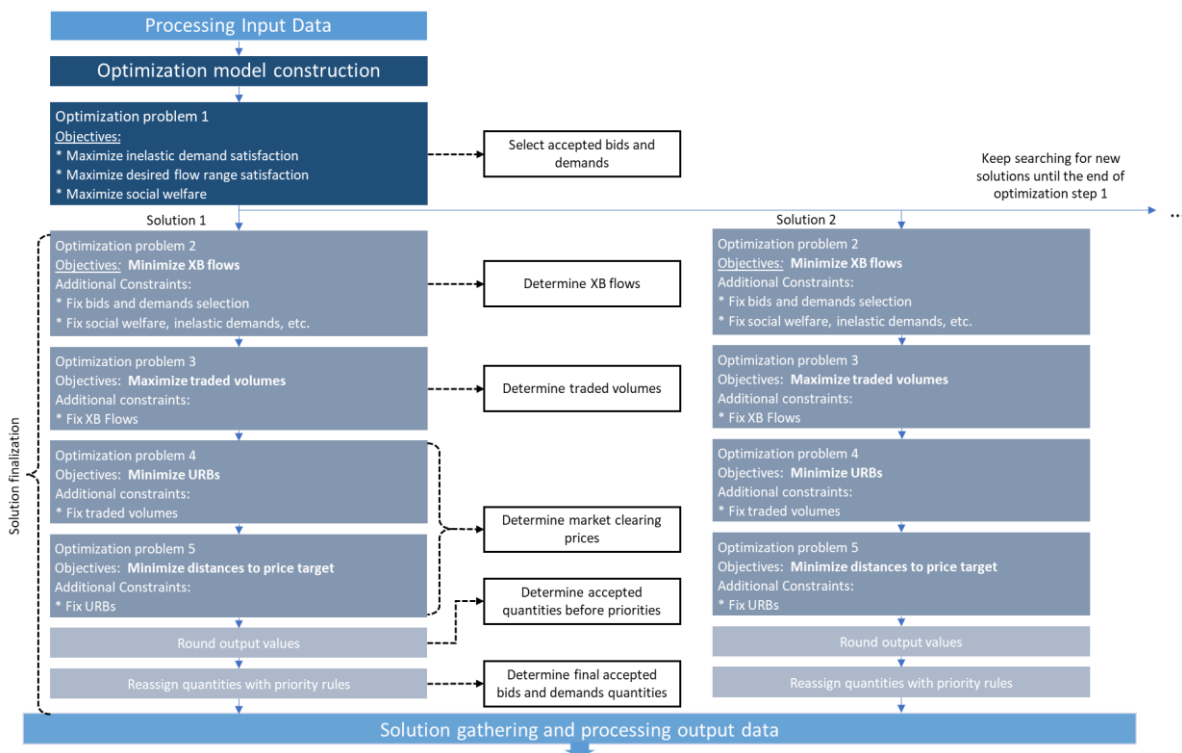 Processing Input Data
Optimization model construction
Optimization problem 1
Objectives:
* Maximize inelastic demand satisfaction
* Maximize desired flow range satisfaction
* Maximize social welfare
Select accepted bids and
demands
Keep searching for new
solutions until the end of
optimization step 1
...
Solution 1
Solution 2
Solution finalization
Optimization problem 2
Objectives: Minimize XB flows
Additional Constraints:
* Fix bids and demands selection
* Fix social welfare, inelastic demands, etc.
Determine XB flows
Optimization problem 3
Objectives: Maximize traded volumes
Additional constraints:
* Fix XB Flows
Determine traded volumes
Optimization problem 4
Objectives: Minimize URBs
Additional constraints:
* Fix traded volumes
Determine market clearing
prices
Optimization problem 5
Objectives: Minimize distances to price target
Additional Constraints:
* Fix URBs
Determine accepted
quantities before priorities
Round output values
Reassign quantities with priority rules
Determine final accepted
bids and demands quantities
Optimization problem 2
Objectives: Minimize XB flows
Additional Constraints:
* Fix bids and demands selection
* Fix social welfare, inelastic demands, etc.
Optimization problem 3
Objectives: Maximize traded volumes
Additional constraints:
* Fix XB Flows
Optimization problem 4
Objectives: Minimize URBs
Additional constraints:
* Fix traded volumes
Optimization problem 5
Objectives: Minimize distances to price target
Additional Constraints:
* Fix URBs
Round output values
Reassign quantities with priority rules
Solution gathering and processing output data